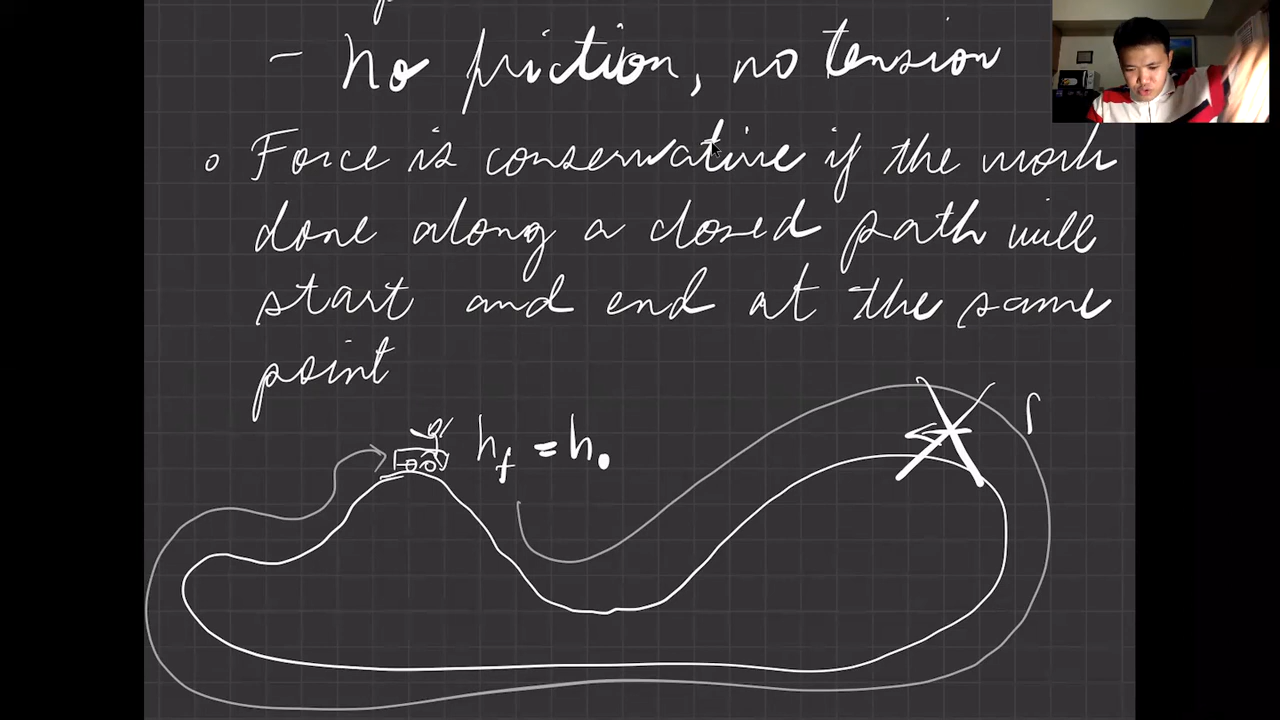 - No friction, no tension
o Force is conservative if the work
done along a closed path will
start and end at the same
point
h_f = h_0